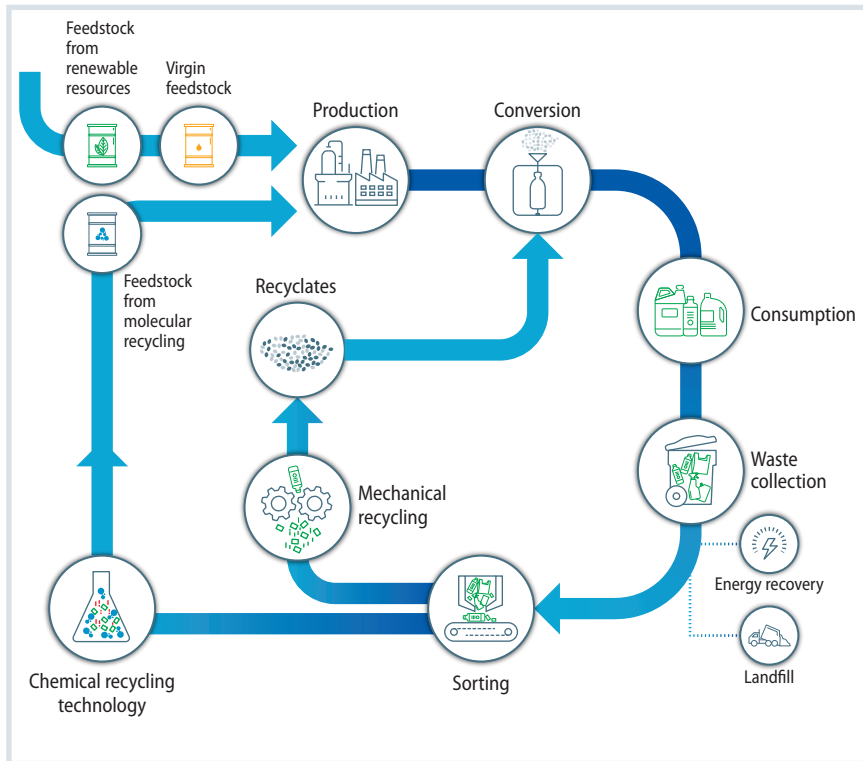 Feedstock
from
renewable
resources
Virgin
feedstock
Production
Conversion
Feedstock
from
molecular
recycling
Recyclates
Consumption
Waste
collection
Mechanical
recycling
Energy recovery
Landfill
Sorting
Chemical recycling
technology